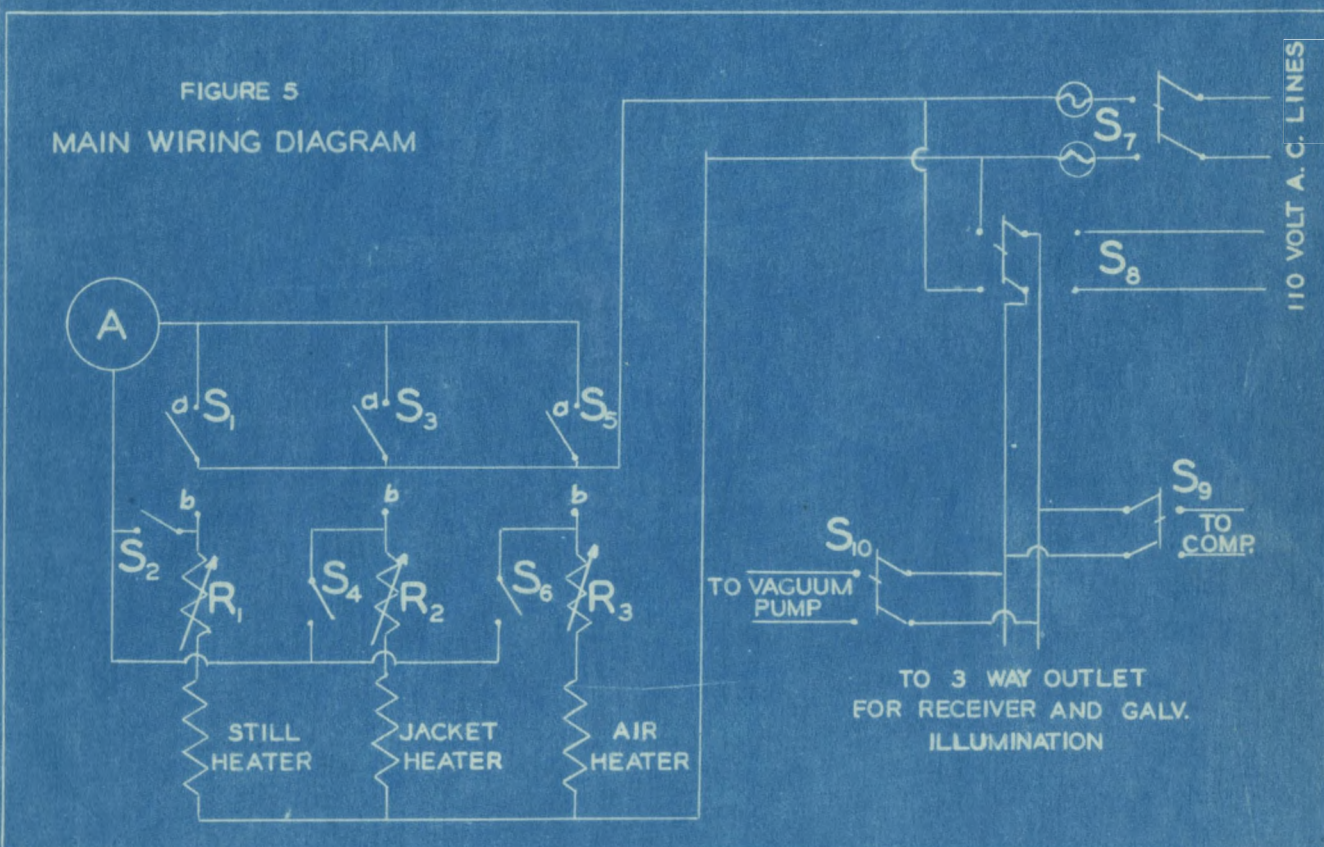 FIGURE 5
MAIN WIRING DIAGRAM
110 VOLT A. C. LINES
S7
S8
A
a S1
a S3
a S5
b
b
b
S2
R1
S4
R2
S6
R3
S9
TO
COMP.
S10
TO VACUUM
PUMP
TO 3 WAY OUTLET
FOR RECEIVER AND GALV.
ILLUMINATION
STILL
HEATER
JACKET
HEATER
AIR
HEATER